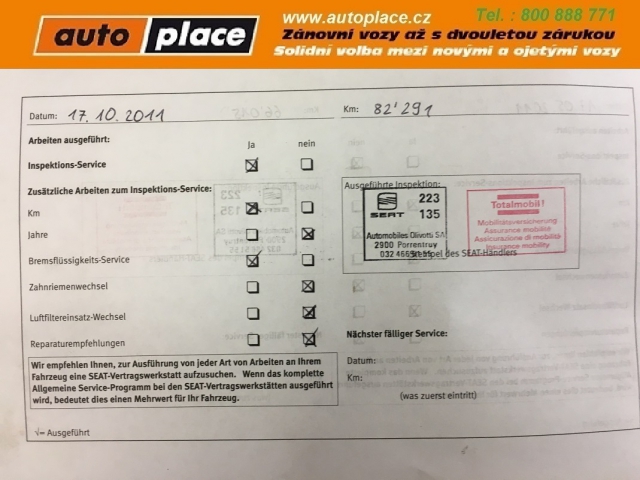 auto place
www.autoplace.cz
Tel. : 800 888 771
Zánovní vozy až s dvouletou zárukou
Solidní volba mezi novými a ojetými vozy
Datum: 17.10.2011
Km: 82'291
Arbeiten ausgeführt:
Ja nein
Inspektions-Service
Zusätzliche Arbeiten zum Inspektions-Service:
Km
Jahre
Bremsflüssigkeits-Service
Zahnriemenwechsel
Luftfiltereinsatz-Wechsel
Reparaturempfehlungen
Ausgeführte Inspektion:
SEAT 223
135
Automobiles Olivotti SA
2900 Porrentruy
032 466
Stempel des SEAT-Händlers
Totalmobil!
Mobilitätsversicherung
Assurance mobilité
Assicurazione di mobilità
Insurance mobility
Nächster fälliger Service:
Datum:
Km:
(was zuerst eintritt)
Wir empfehlen Ihnen, zur Ausführung von jeder Art von Arbeiten an Ihrem
Fahrzeug eine SEAT-Vertragswerkstatt aufzusuchen. Wenn das komplette
Allgemeine Service-Programm bei den SEAT-Vertragswerkstätten ausgeführt
wird, bedeutet dies einen Mehrwert für Ihr Fahrzeug.
√= Ausgeführt